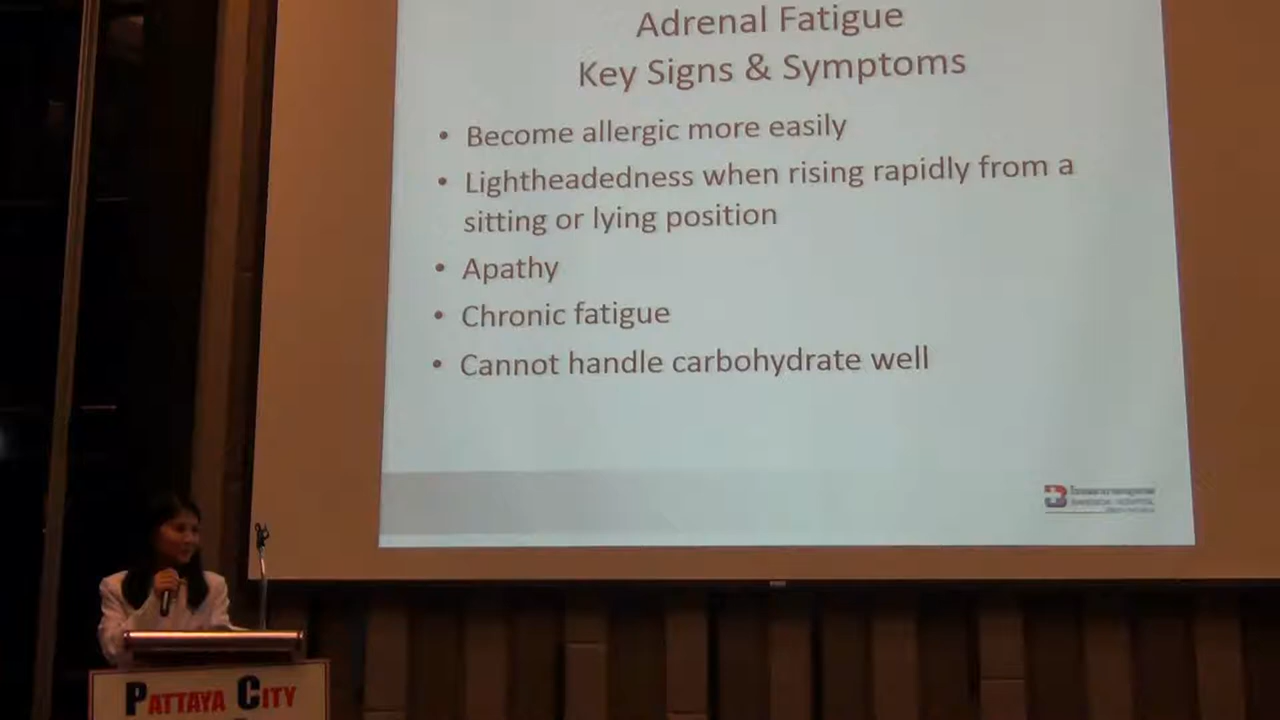 Adrenal Fatigue
Key Signs & Symptoms
• Become allergic more easily
• Lightheadedness when rising rapidly from a
sitting or lying position
• Apathy
• Chronic fatigue
• Cannot handle carbohydrate well
PATTAYA CITY